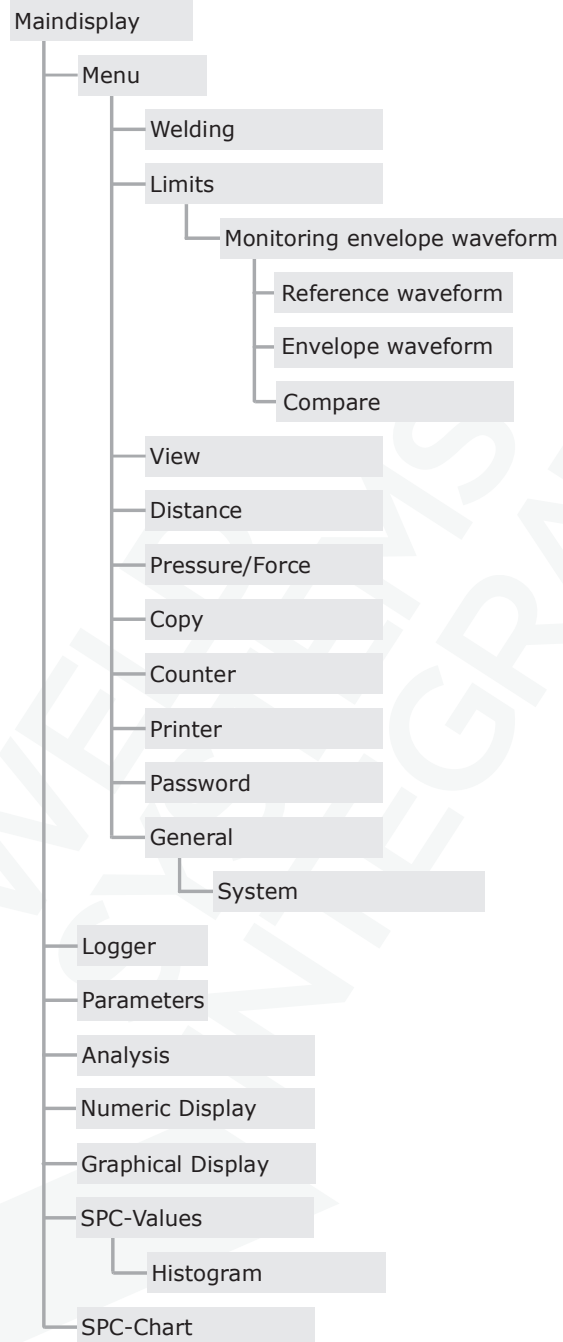 Maindisplay
Menu
Welding
Limits
Monitoring envelope waveform
Reference waveform
Envelope waveform
Compare
View
Distance
Pressure/Force
Copy
Counter
Printer
Password
General
System
Logger
Parameters
Analysis
Numeric Display
Graphical Display
SPC-Values
Histogram
SPC-Chart